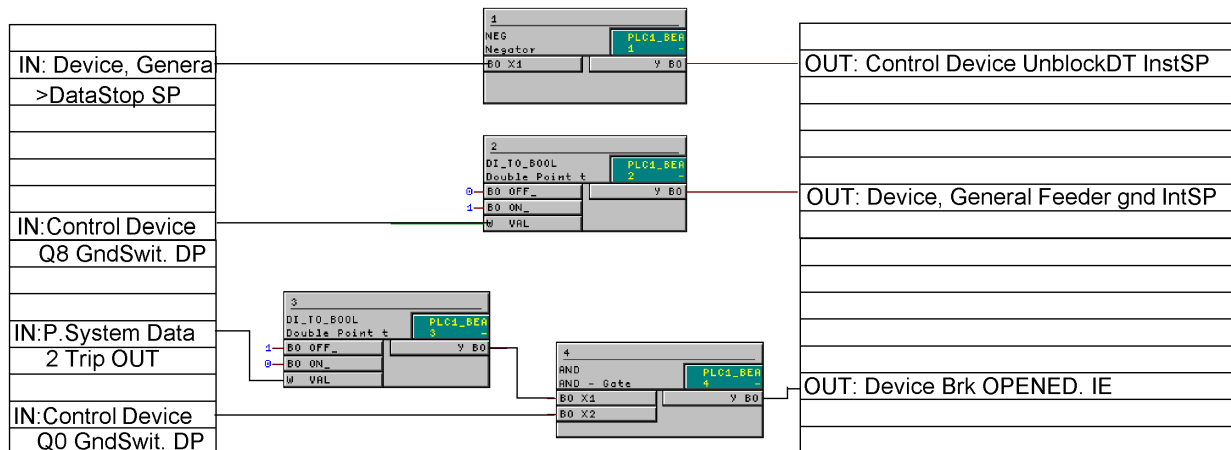 IN: Device, Genera
>DataStop SP
IN:Control Device
Q8 GndSwit. DP
IN:P.System Data
2 Trip OUT
IN:Control Device
Q0 GndSwit. DP
1
NEG
Negator
PLC1_BEA
1 -
BO X1
Y BO
2
DI_TO_BOOL
Double Point t
PLC1_BEA
2 -
0
BO OFF_
Y BO
1
BO ON_
W VAL
3
DI_TO_BOOL
Double Point t
PLC1_BEA
3 -
1
BO OFF_
Y BO
0
BO ON_
W VAL
4
AND
AND - Gate
PLC1_BEA
4 -
BO X1
Y BO
BO X2
OUT: Control Device UnblockDT InstSP
OUT: Device, General Feeder gnd IntSP
OUT: Device Brk OPENED. IE